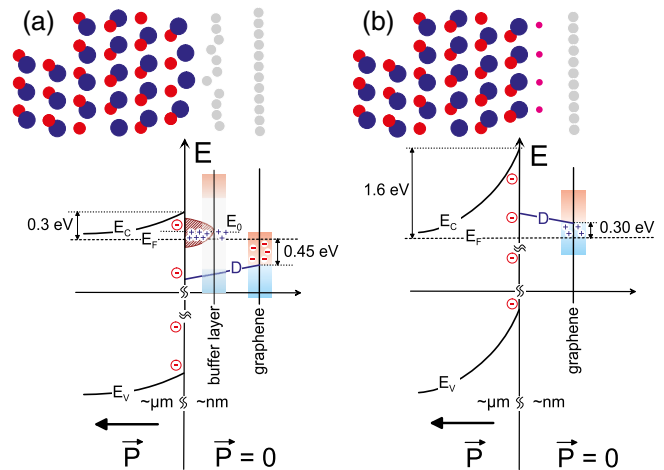 (a)
E
0.3 eV
E_C
E_F
E_0
0.45 eV
D
buffer layer
graphene
E_V
~μm
~nm
P
P = 0
(b)
E
1.6 eV
E_C
D
0.30 eV
E_F
graphene
E_V
~μm
~nm
P
P = 0